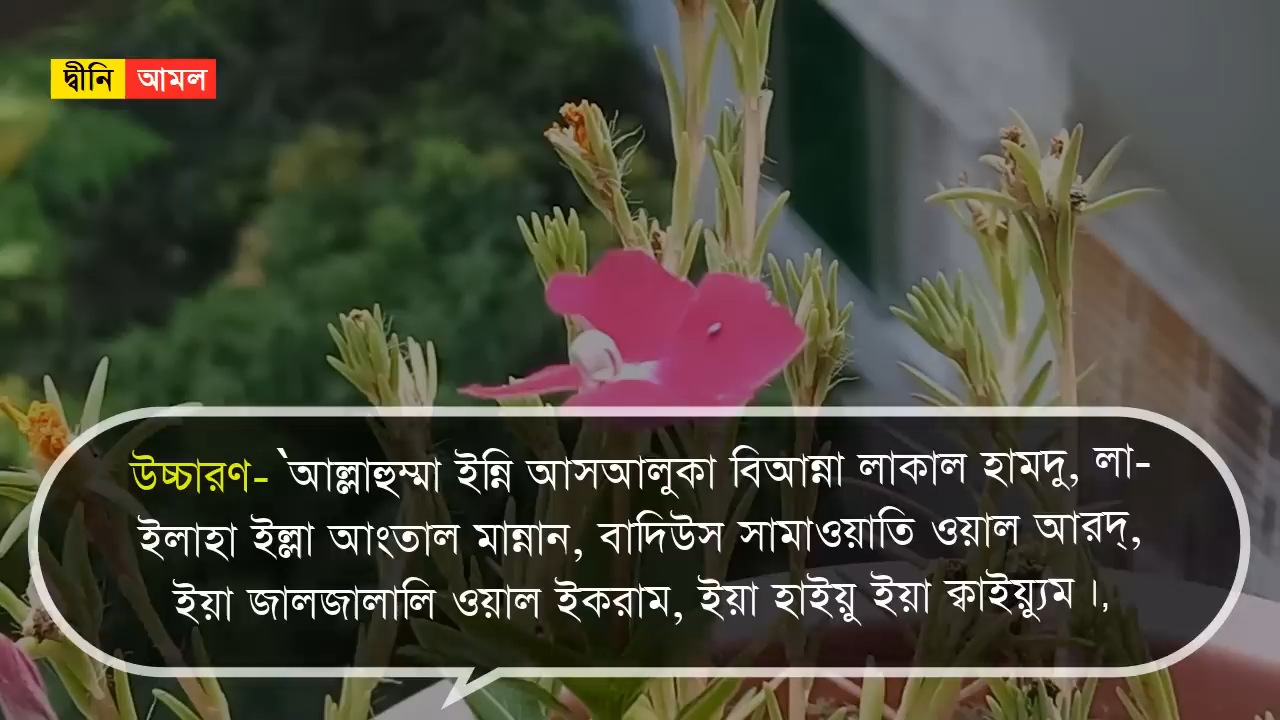 দ্বীনি আমল
উচ্চারণ- `আল্লাহুম্মা ইন্নি আসআলুকা বিআন্না লাকাল হামদু, লা-
ইলাহা ইল্লা আংতাল মান্নান, বাদিউস সামাওয়াতি ওয়াল আরদ্,
ইয়া জালজালালি ওয়াল ইকরাম, ইয়া হাইয়ু ইয়া ক্বাইয়্যুম।,